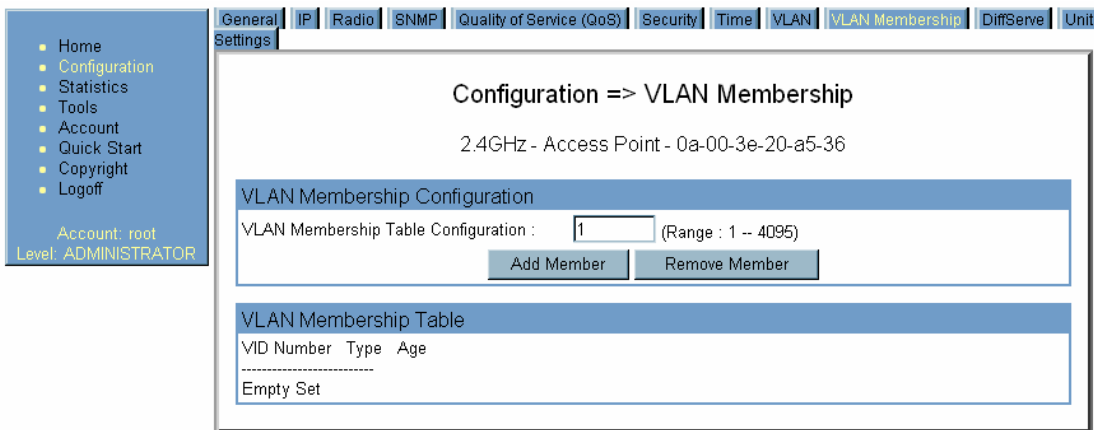 General IP Radio SNMP Quality of Service (QoS) Security Time VLAN VLAN Membership DiffServe Unit
Settings
Home
Configuration
Statistics
Tools
Account
Quick Start
Copyright
Logoff
Account: root
Level: ADMINISTRATOR
Configuration => VLAN Membership
2.4GHz - Access Point - 0a-00-3e-20-a5-36
VLAN Membership Configuration
VLAN Membership Table Configuration : 1 (Range : 1 -- 4095)
Add Member Remove Member
VLAN Membership Table
VID Number Type Age
--------------------------
Empty Set